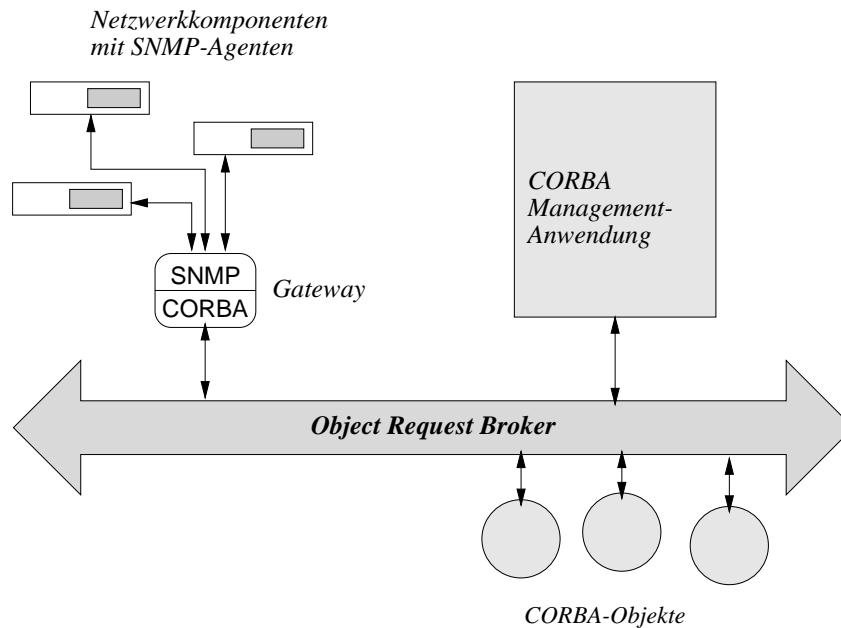 Netzwerkkomponenten
mit SNMP-Agenten
CORBA
Management-
Anwendung
SNMP
CORBA
Gateway
Object Request Broker
CORBA-Objekte